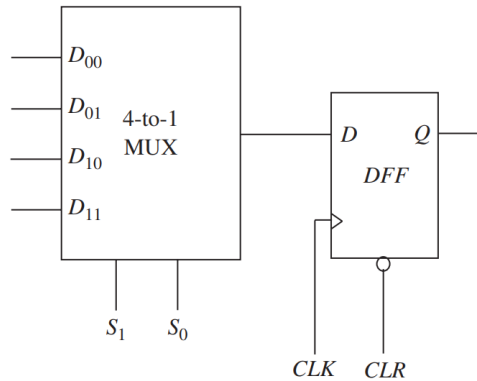 D₀₀
D₀₁
4-to-1
MUX
D₁₀
D₁₁
S₁ S₀
D Q
DFF
CLK CLR